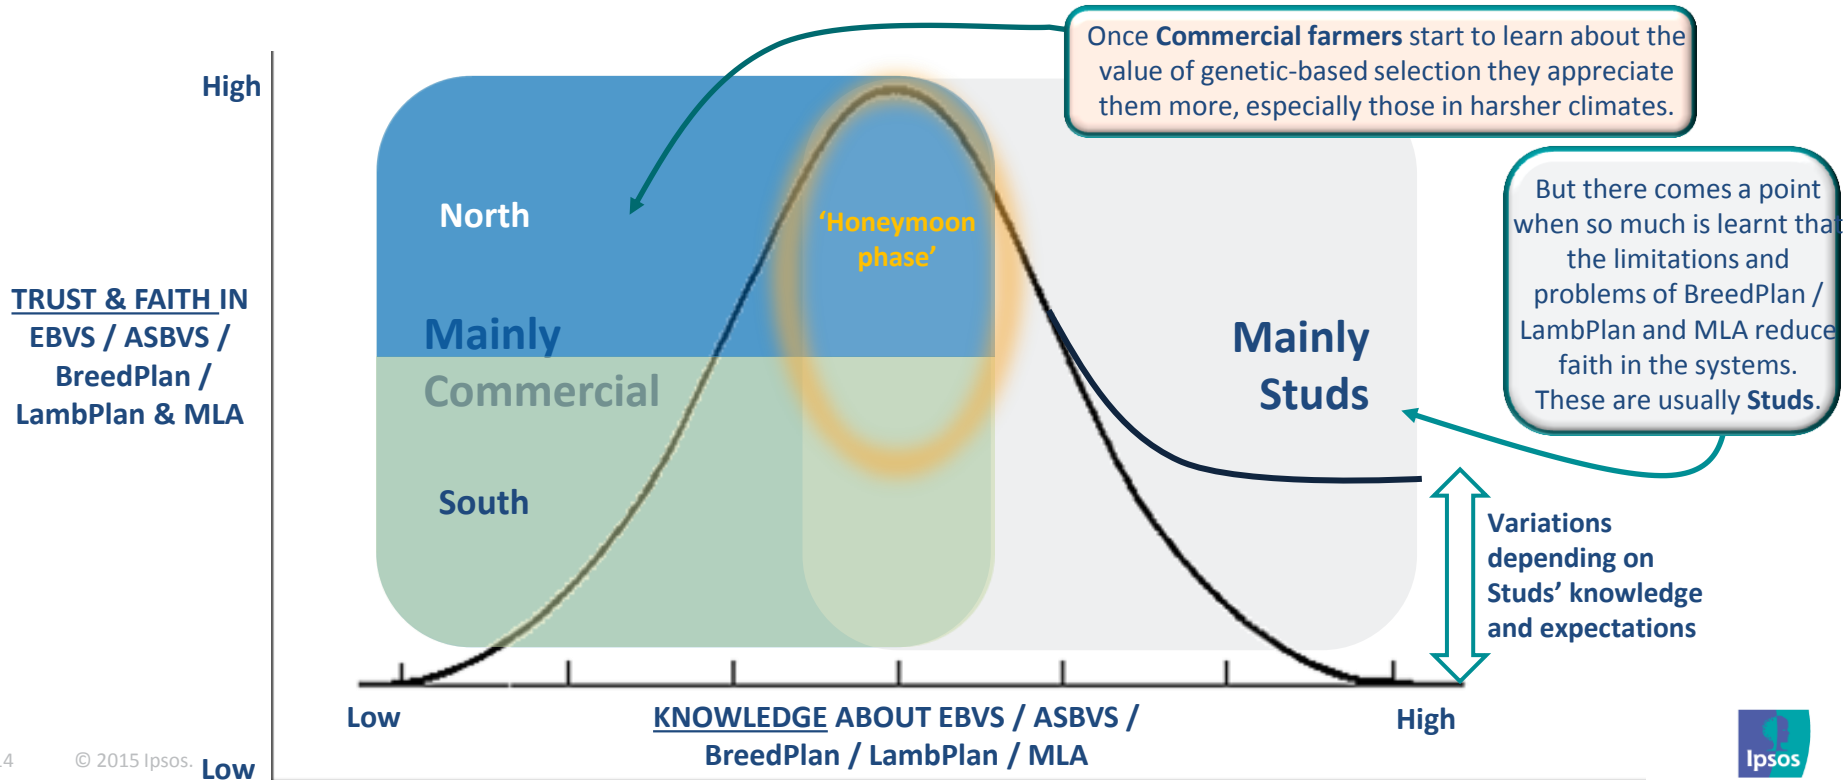 Once Commercial farmers start to learn about the
value of genetic-based selection they appreciate
them more, especially those in harsher climates.
High
But there comes a point
when so much is learnt that
the limitations and
problems of BreedPlan /
LambPlan and MLA reduce
faith in the systems.
These are usually Studs.
North
'Honeymoon
phase'
TRUST & FAITH IN
EBVS / ASBVS /
BreedPlan /
LambPlan & MLA
Mainly
Commercial
Mainly
Studs
South
Variations
depending on
Studs' knowledge
and expectations
Low
KNOWLEDGE ABOUT EBVS / ASBVS /
BreedPlan / LambPlan / MLA
High
© 2015 Ipsos.
Low
Ipsos